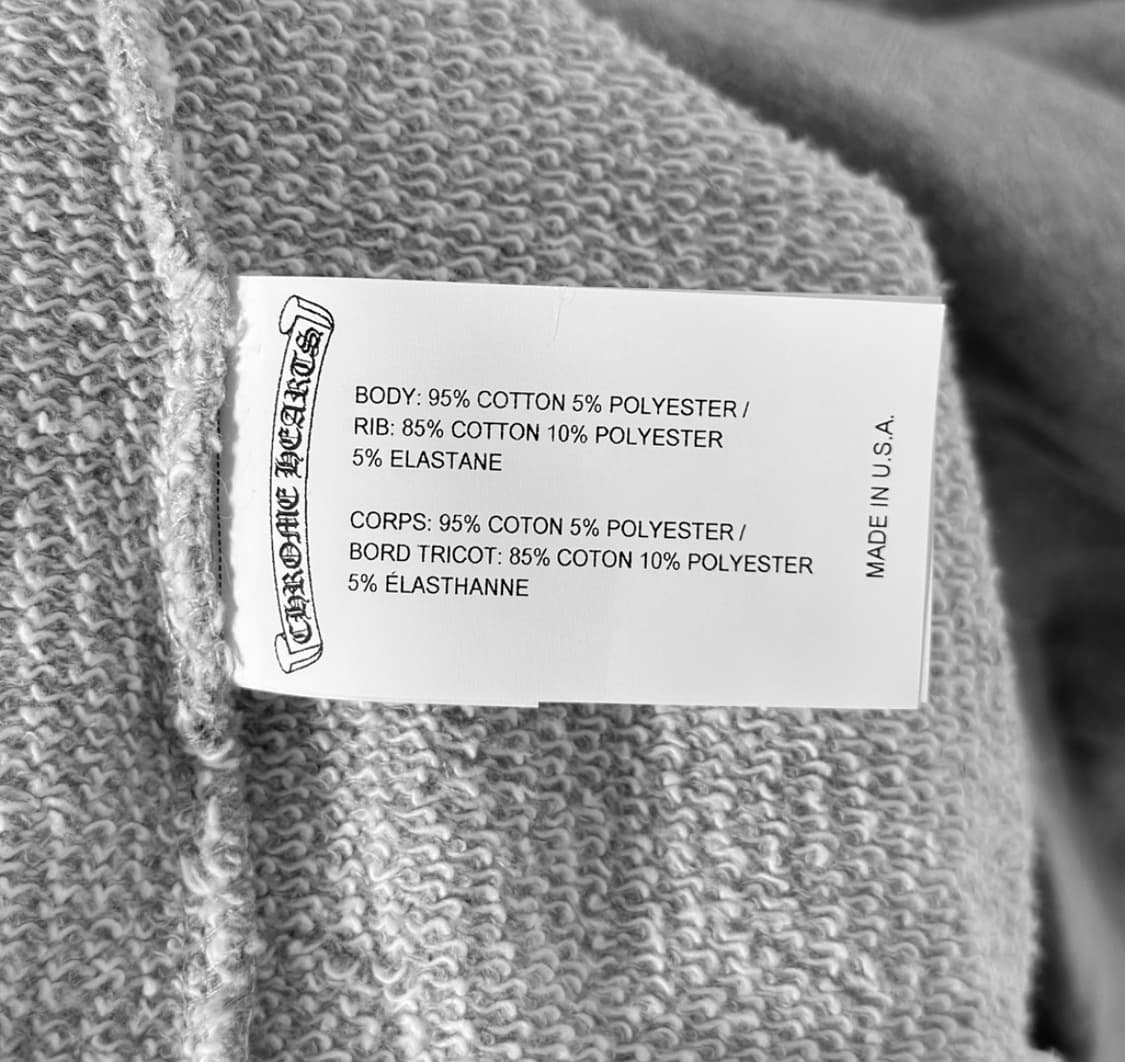 CHROME HEARTS
BODY: 95% COTTON 5% POLYESTER /
RIB: 85% COTTON 10% POLYESTER
5% ELASTANE
CORPS: 95% COTON 5% POLYESTER /
BORD TRICOT: 85% COTON 10% POLYESTER
5% ÉLASTHANNE
MADE IN U.S.A.